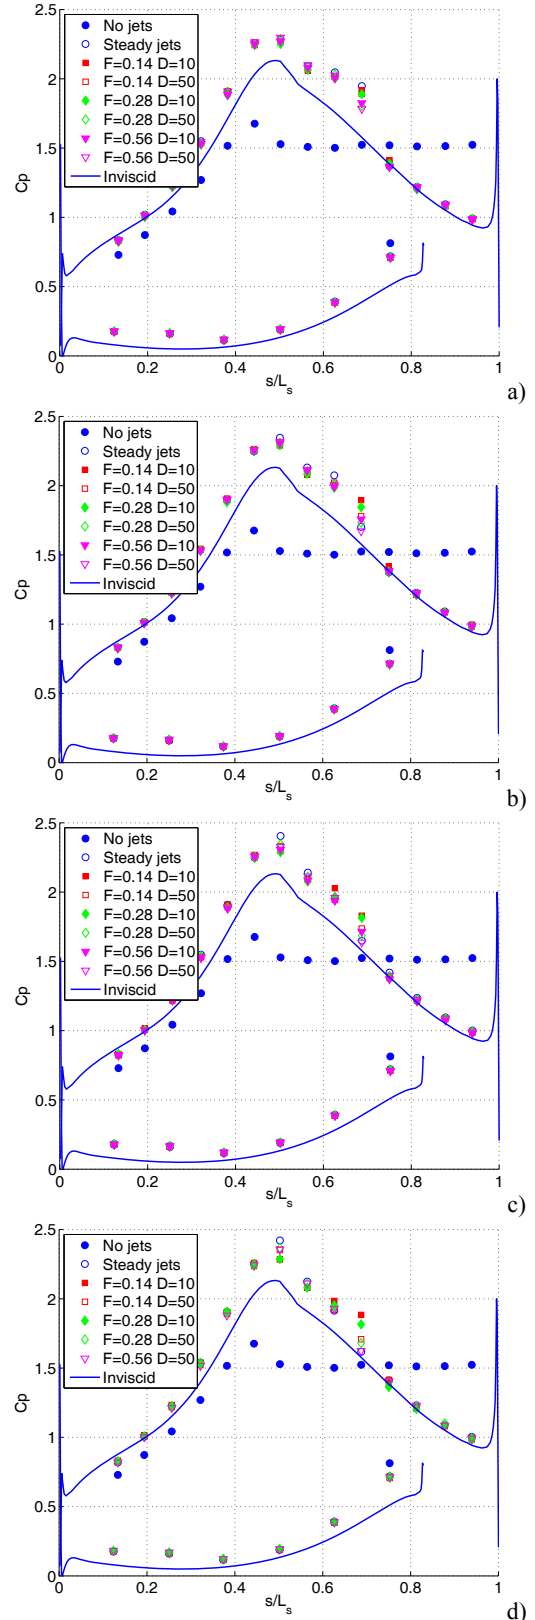 2.5
No jets
Steady jets
2
F=0.14 D=10
F=0.14 D=50
F=0.28 D=10
F=0.28 D=50
1.5
F=0.56 D=10
F=0.56 D=50
Inviscid
Cp
1
0.5
0
0 0.2 0.4 0.6 0.8 1
s/Lₛ
a)
2.5
No jets
Steady jets
2
F=0.14 D=10
F=0.14 D=50
F=0.28 D=10
F=0.28 D=50
1.5
F=0.56 D=10
F=0.56 D=50
Inviscid
Cp
1
0.5
0
0 0.2 0.4 0.6 0.8 1
s/Lₛ
b)
2.5
No jets
Steady jets
2
F=0.14 D=10
F=0.14 D=50
F=0.28 D=10
F=0.28 D=50
1.5
F=0.56 D=10
F=0.56 D=50
Inviscid
Cp
1
0.5
0
0 0.2 0.4 0.6 0.8 1
s/Lₛ
c)
2.5
No jets
Steady jets
2
F=0.14 D=10
F=0.14 D=50
F=0.28 D=10
F=0.28 D=50
1.5
F=0.56 D=50
Inviscid
Cp
1
0.5
0
0 0.2 0.4 0.6 0.8 1
s/Lₛ
d)